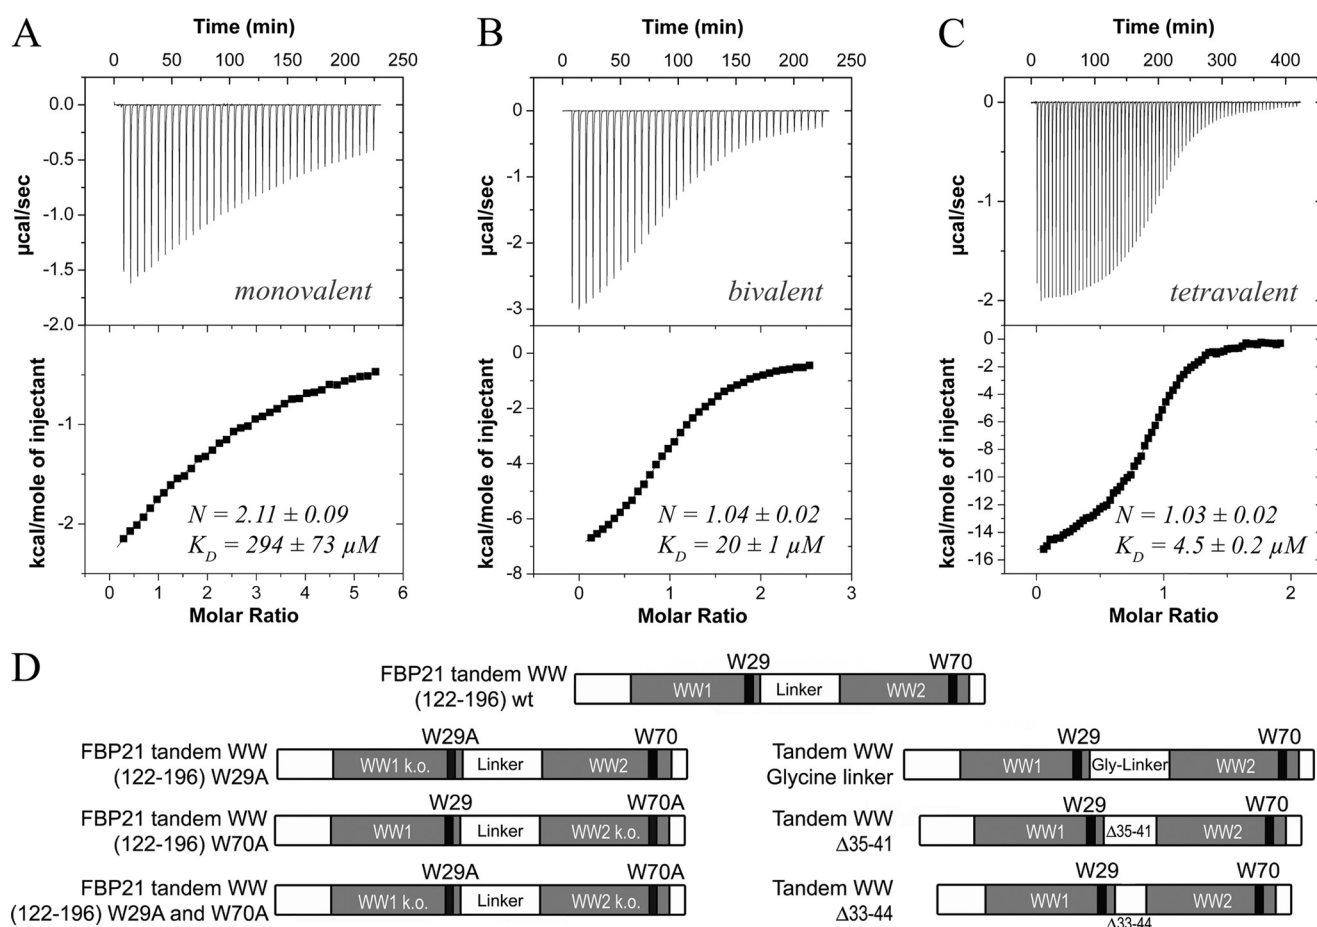 A
Time (min)
0 50 100 150 200 250
0.0
-0.5
-1.0
-1.5
-2.0
µcal/sec
monovalent
-1
-2
kcal/mole of injectant
N = 2.11 ± 0.09
K_D = 294 ± 73 µM
0 1 2 3 4 5 6
Molar Ratio
B
Time (min)
0 50 100 150 200 250
0
-1
-2
-3
µcal/sec
bivalent
0
-2
-4
-6
-8
kcal/mole of injectant
N = 1.04 ± 0.02
K_D = 20 ± 1 µM
0 1 2 3
Molar Ratio
C
Time (min)
0 100 200 300 400
0
-1
-2
µcal/sec
tetravalent
0
-2
-4
-6
-8
-10
-12
-14
-16
kcal/mole of injectant
N = 1.03 ± 0.02
K_D = 4.5 ± 0.2 µM
0 1 2
Molar Ratio
D
FBP21 tandem WW
(122-196) wt
W29 W70
WW1 Linker WW2
FBP21 tandem WW
(122-196) W29A
W29A W70
WW1 k.o. Linker WW2
FBP21 tandem WW
(122-196) W70A
W29 W70A
WW1 Linker WW2 k.o.
FBP21 tandem WW
(122-196) W29A and W70A
W29A W70A
WW1 k.o. Linker WW2 k.o.
Tandem WW
Glycine linker
W29 W70
WW1 Gly-Linker WW2
Tandem WW
Δ35-41
W29 W70
WW1 Δ35-41 WW2
Tandem WW
Δ33-44
W29 W70
WW1 WW2
Δ33-44